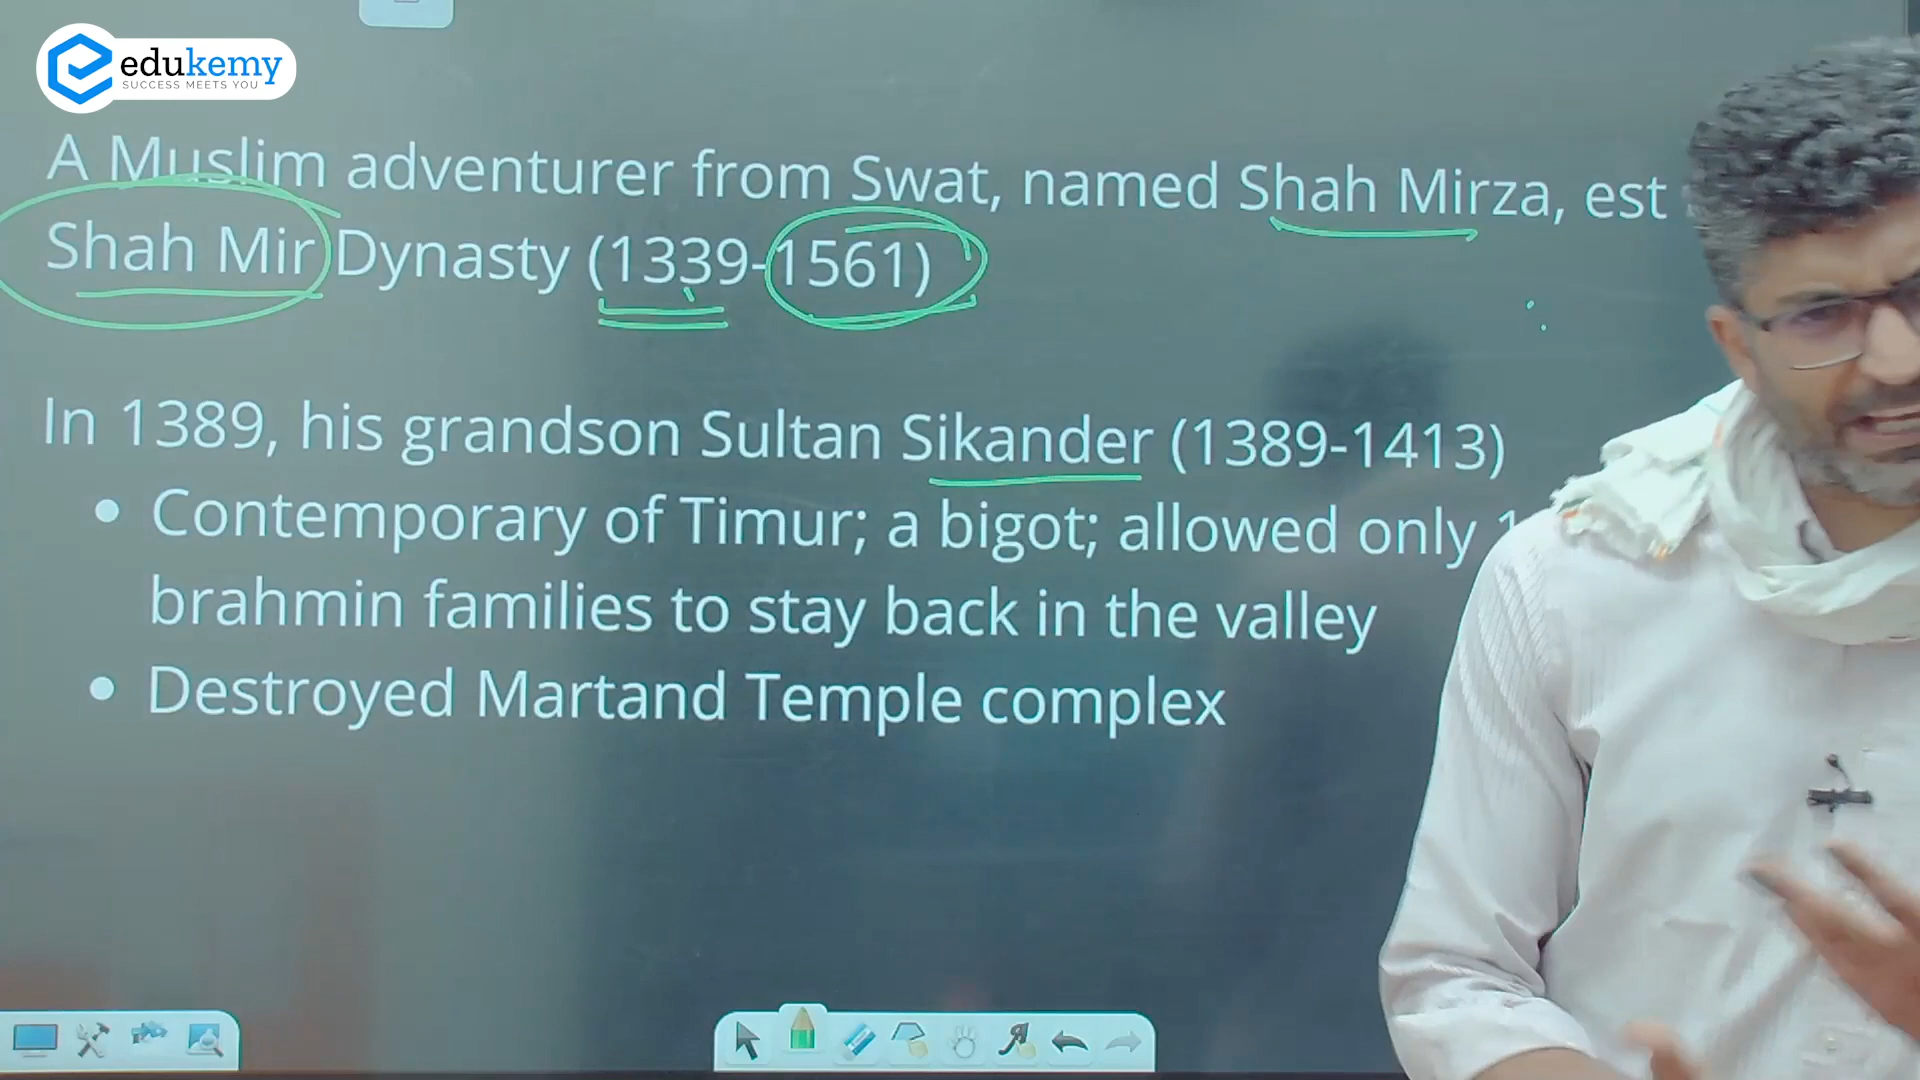 edukemy
SUCCESS MEETS YOU
A Muslim adventurer from Swat, named Shah Mirza, est
Shah Mir Dynasty (1339-1561)
In 1389, his grandson Sultan Sikander (1389-1413)
• Contemporary of Timur; a bigot; allowed only
brahmin families to stay back in the valley
• Destroyed Martand Temple complex